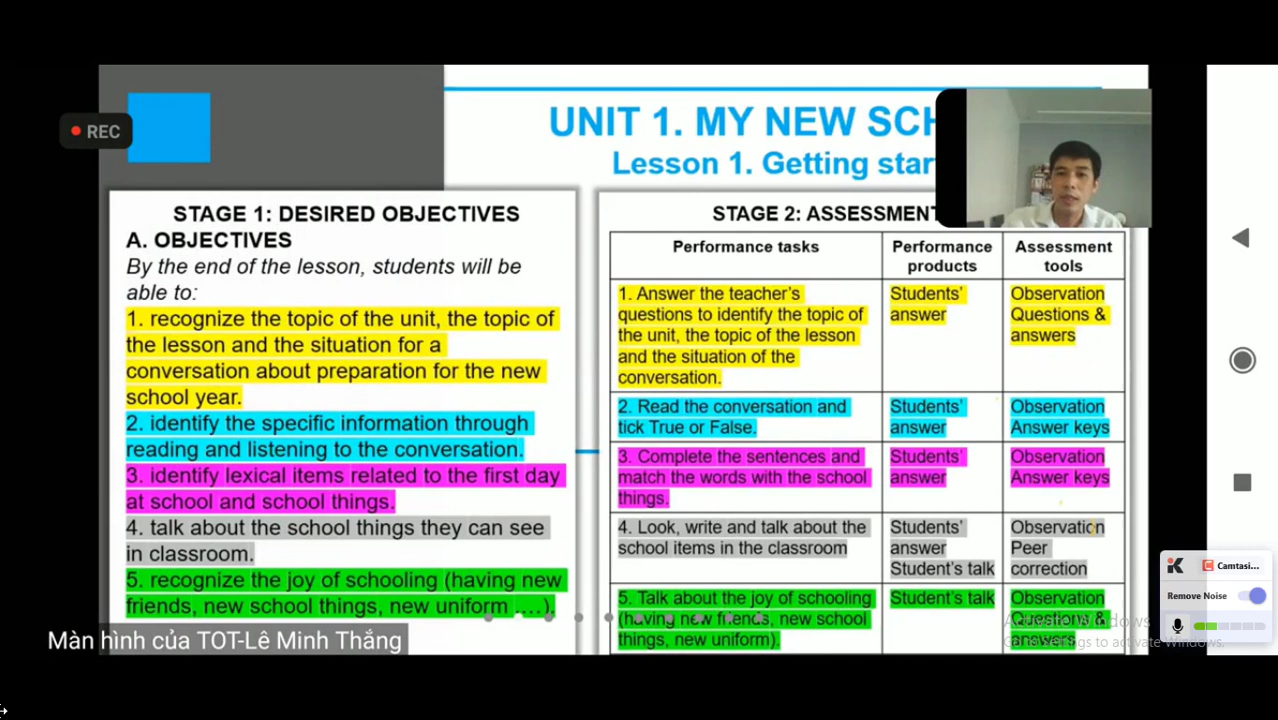 UNIT 1. MY NEW SCH
Lesson 1. Getting star
REC
STAGE 1: DESIRED OBJECTIVES
A. OBJECTIVES
By the end of the lesson, students will be
able to:
1. recognize the topic of the unit, the topic of
the lesson and the situation for a
conversation about preparation for the new
school year.
2. identify the specific information through
reading and listening to the conversation.
3. identify lexical items related to the first day
at school and school things.
4. talk about the school things they can see
in classroom.
5. recognize the joy of schooling (having new
friends, new school things, new uniform ....).
Màn hình của TOT-Lê Minh Thắng
STAGE 2: ASSESSMENT
Performance tasks
Performance
products
Assessment
tools
1. Answer the teacher's
questions to identify the topic of
the unit, the topic of the lesson
and the situation of the
conversation.
Students'
answer
Observation
Questions &
answers
2. Read the conversation and
tick True or False.
Students'
answer
Observation
Answer keys
3. Complete the sentences and
match the words with the school
things.
Students'
answer
Observation
Answer keys
4. Look, write and talk about the
school items in the classroom
Students'
answer
Student's talk
Observation
Peer
correction
5. Talk about the joy of schooling
(having new friends, new school
things, new uniform).
Student's talk
Observation
Questions &
answers
Activate Windows
Go to Settings to activate Windows.
Camtasi...
Remove Noise